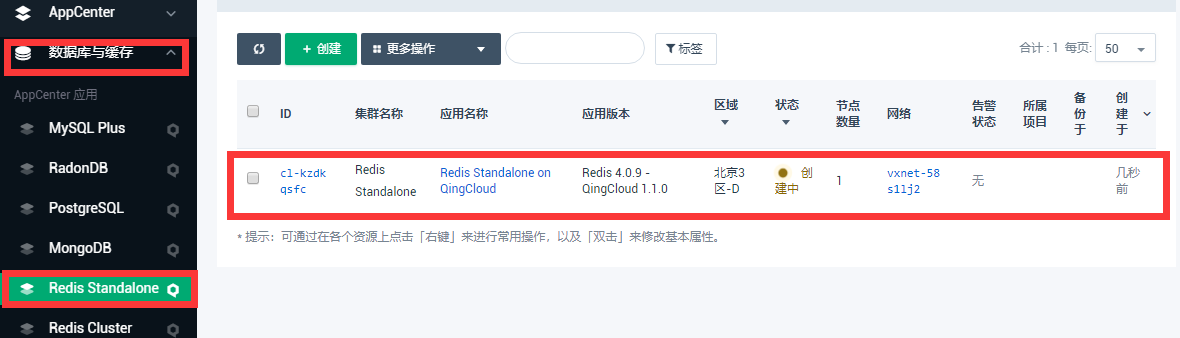 AppCenter
数据库与缓存
AppCenter 应用
MySQL Plus
RadonDB
PostgreSQL
MongoDB
Redis Standalone
Redis Cluster
+ 创建
更多操作
标签
合计 : 1 每页: 50
ID
集群名称
应用名称
应用版本
区域
状态
节点
数量
网络
告警
状态
所属
项目
备
份
于
创
建
于
cl-kzdk
qsfc
Redis
Standalone
Redis Standalone on
QingCloud
Redis 4.0.9 -
QingCloud 1.1.0
北京3
区-D
创
建中
1
vxnet-58
s1lj2
无
几秒
前
* 提示：可通过在各个资源上点击「右键」来进行常用操作，以及「双击」来修改基本属性。